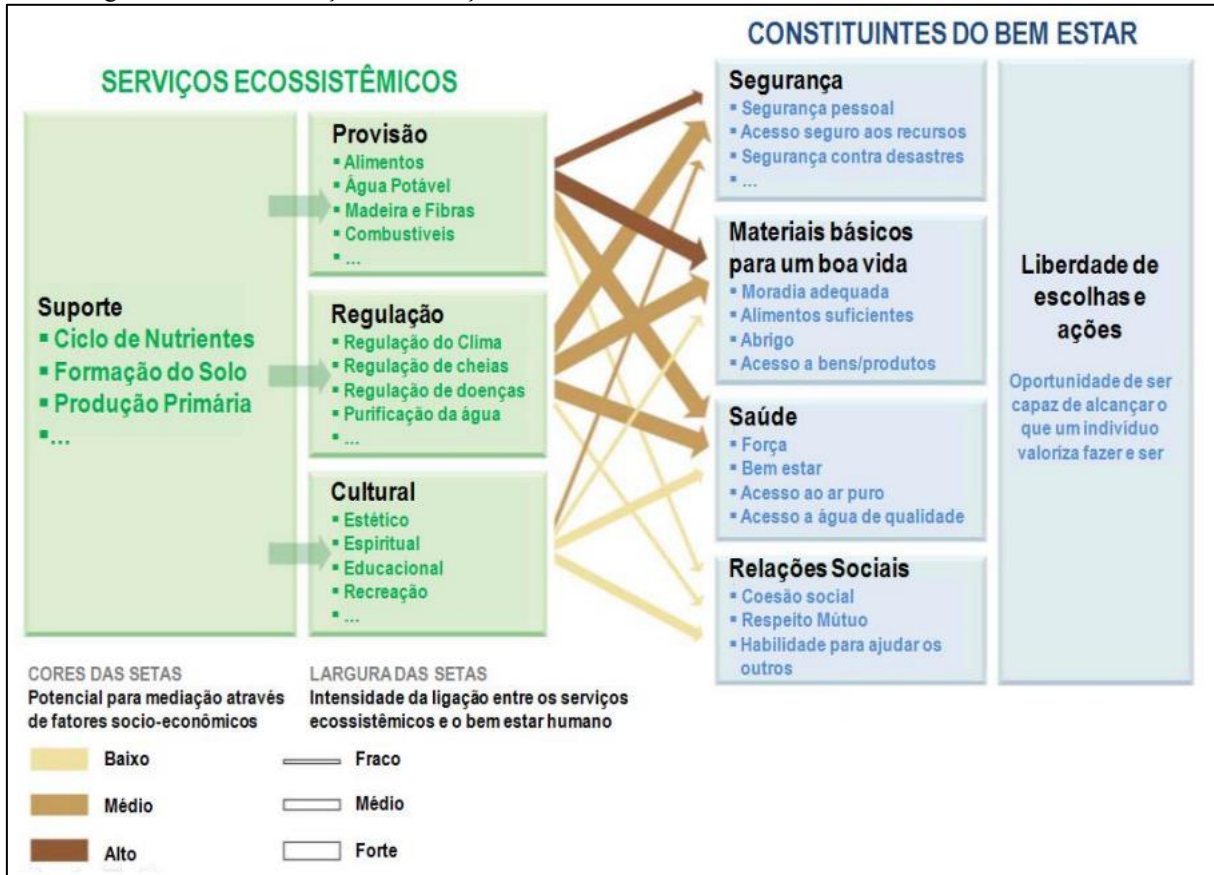 CONSTITUINTES DO BEM ESTAR
SERVIÇOS ECOSSISTÊMICOS
Suporte
▪ Ciclo de Nutrientes
▪ Formação do Solo
▪ Produção Primária
▪...
Provisão
▪ Alimentos
▪ Água Potável
▪ Madeira e Fibras
▪ Combustíveis
▪ ...
Regulação
▪ Regulação do Clima
▪ Regulação de cheias
▪ Regulação de doenças
▪ Purificação da água
▪ ...
Cultural
▪ Estético
▪ Espiritual
▪ Educacional
▪ Recreação
▪ ...
Segurança
▪ Segurança pessoal
▪ Acesso seguro aos recursos
▪ Segurança contra desastres
▪ ...
Materiais básicos
para um boa vida
▪ Moradia adequada
▪ Alimentos suficientes
▪ Abrigo
▪ Acesso a bens/produtos
Saúde
▪ Força
▪ Bem estar
▪ Acesso ao ar puro
▪ Acesso a água de qualidade
Relações Sociais
▪ Coesão social
▪ Respeito Mútuo
▪ Habilidade para ajudar os
outros
Liberdade de
escolhas e
ações
Oportunidade de ser
capaz de alcançar o
que um indivíduo
valoriza fazer e ser
CORES DAS SETAS
Potencial para mediação através
de fatores socio-econômicos
Baixo
Médio
Alto
LARGURA DAS SETAS
Intensidade da ligação entre os serviços
ecossistêmicos e o bem estar humano
Fraco
Médio
Forte